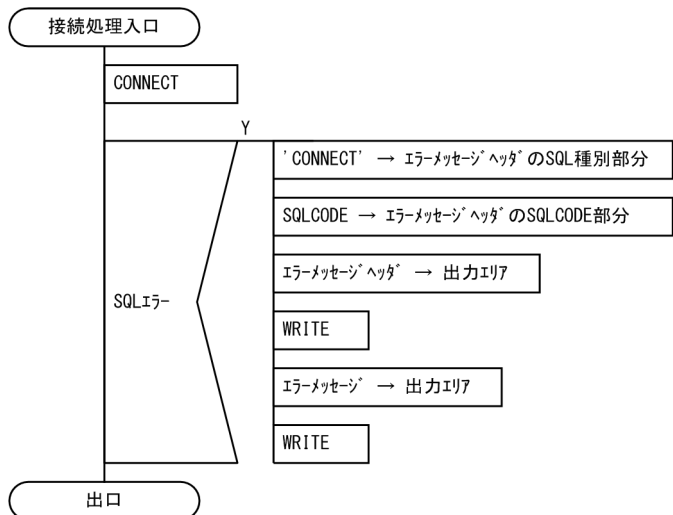 接続処理入口
CONNECT
Y
'CONNECT' → ｴﾗｰﾒｯｾｰｼﾞﾍｯﾀﾞのSQL種別部分
SQLCODE → ｴﾗｰﾒｯｾｰｼﾞﾍｯﾀﾞのSQLCODE部分
ｴﾗｰﾒｯｾｰｼﾞﾍｯﾀﾞ → 出力ｴﾘｱ
SQLｴﾗｰ
WRITE
ｴﾗｰﾒｯｾｰｼﾞ → 出力ｴﾘｱ
WRITE
出口